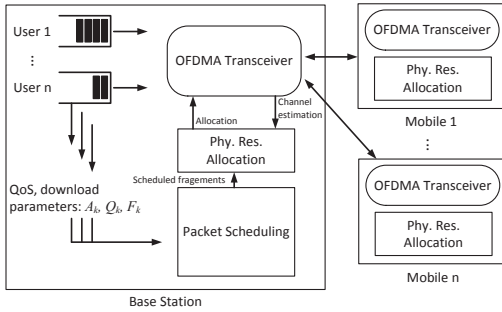 User 1
...
User n
QoS, download
parameters: Ak, Qk, Fk
OFDMA Transceiver
Allocation
Channel
estimation
Phy. Res.
Allocation
Scheduled fragements
Packet Scheduling
Base Station
OFDMA Transceiver
Phy. Res.
Allocation
Mobile 1
...
OFDMA Transceiver
Phy. Res.
Allocation
Mobile n